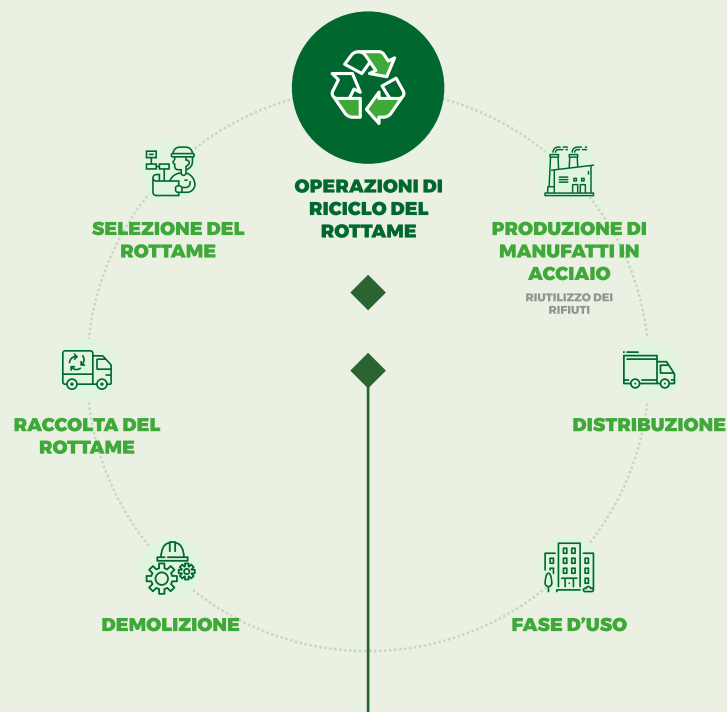 OPERAZIONI DI
RICICLO DEL
ROTTAME
SELEZIONE DEL
ROTTAME
PRODUZIONE DI
MANUFATTI IN
ACCIAIO
RIUTILIZZO DEI
RIFIUTI
RACCOLTA DEL
ROTTAME
DISTRIBUZIONE
DEMOLIZIONE
FASE D'USO